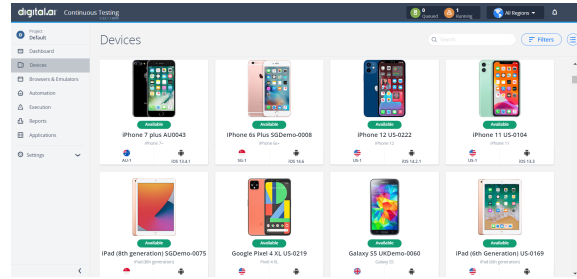 digital.ai Continuous Testing
0 Queued
1 Running
All Regions
Project
Default
Dashboard
Devices
Browsers & Emulators
Automation
Execution
Reports
Applications
Settings
Devices
Search
Filters
Available
iPhone 7 plus AU0043
iPhone 7+
AU-1 iOS 13.4.1
Available
iPhone 6s Plus SGDemo-0008
iPhone 6s+
SG-1 iOS 14.6
Available
iPhone 12 US-0222
iPhone 12
US-1 iOS 14.2.1
Available
iPhone 11 US-0104
iPhone 11
US-1 iOS 13.3
Available
iPad (8th generation) SGDemo-0075
iPad (8th generation)
Available
Google Pixel 4 XL US-0219
Pixel 4 XL
Available
Galaxy S5 UKDemo-0060
Galaxy S5
Available
iPad (6th Generation) US-0169
iPad (6th generation)